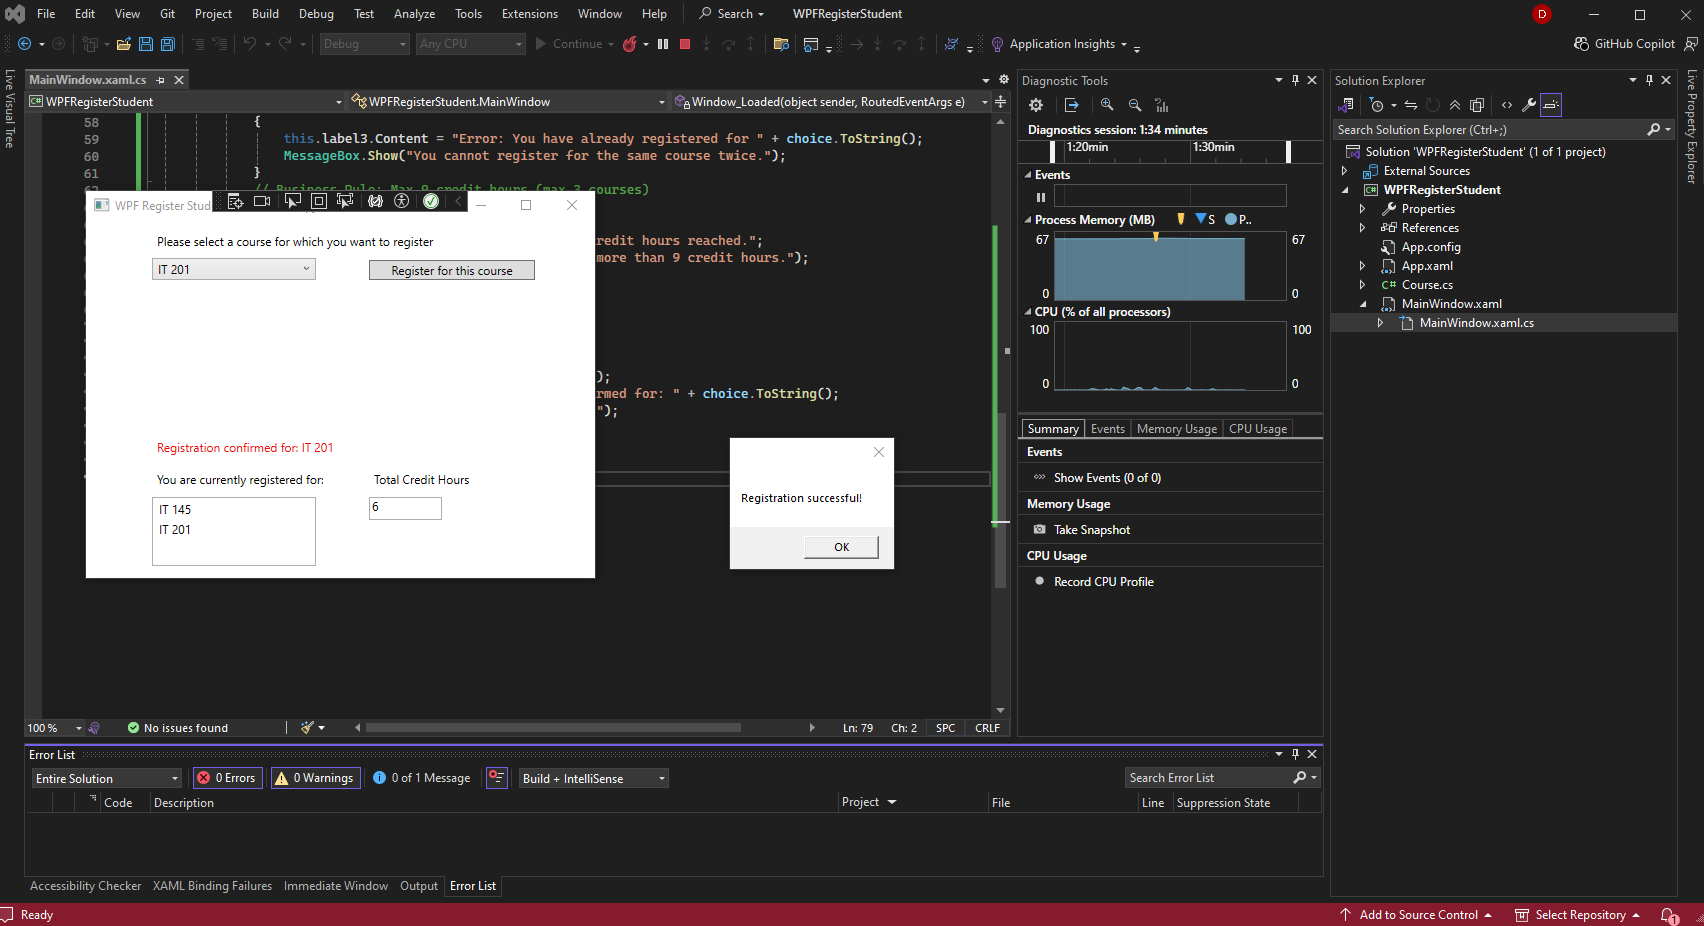 File Edit View Git Project Build Debug Test Analyze Tools Extensions Window Help Search WPFRegisterStudent D
Debug Any CPU Continue Application Insights GitHub Copilot
Live Visual Tree
MainWindow.xaml.cs
WPFRegisterStudent WPFRegisterStudent.MainWindow Window_Loaded(object sender, RoutedEventArgs e)
58 {
59 this.label3.Content = "Error: You have already registered for " + choice.ToString();
60 MessageBox.Show("You cannot register for the same course twice.");
61 }
redit hours reached.";
more than 9 credit hours.");
);
rmed for: " + choice.ToString();
");
WPF Register Stud
Please select a course for which you want to register
IT 201 Register for this course
Registration confirmed for: IT 201
You are currently registered for: Total Credit Hours
IT 145 6
IT 201
Registration successful!
OK
100 % No issues found Ln: 79 Ch: 2 SPC CRLF
Diagnostic Tools
Diagnostics session: 1:34 minutes
1:20min 1:30min
Events
Process Memory (MB) S P..
67 67
0 0
CPU (% of all processors)
100 100
0 0
Summary Events Memory Usage CPU Usage
Events
Show Events (0 of 0)
Memory Usage
Take Snapshot
CPU Usage
Record CPU Profile
Solution Explorer
Search Solution Explorer (Ctrl+;)
Solution 'WPFRegisterStudent' (1 of 1 project)
External Sources
WPFRegisterStudent
Properties
References
App.config
App.xaml
Course.cs
MainWindow.xaml
MainWindow.xaml.cs
Live Property Explorer
Error List
Entire Solution 0 Errors 0 Warnings 0 of 1 Message Build + IntelliSense Search Error List
Code Description Project File Line Suppression State
Accessibility Checker XAML Binding Failures Immediate Window Output Error List
Ready Add to Source Control Select Repository 1